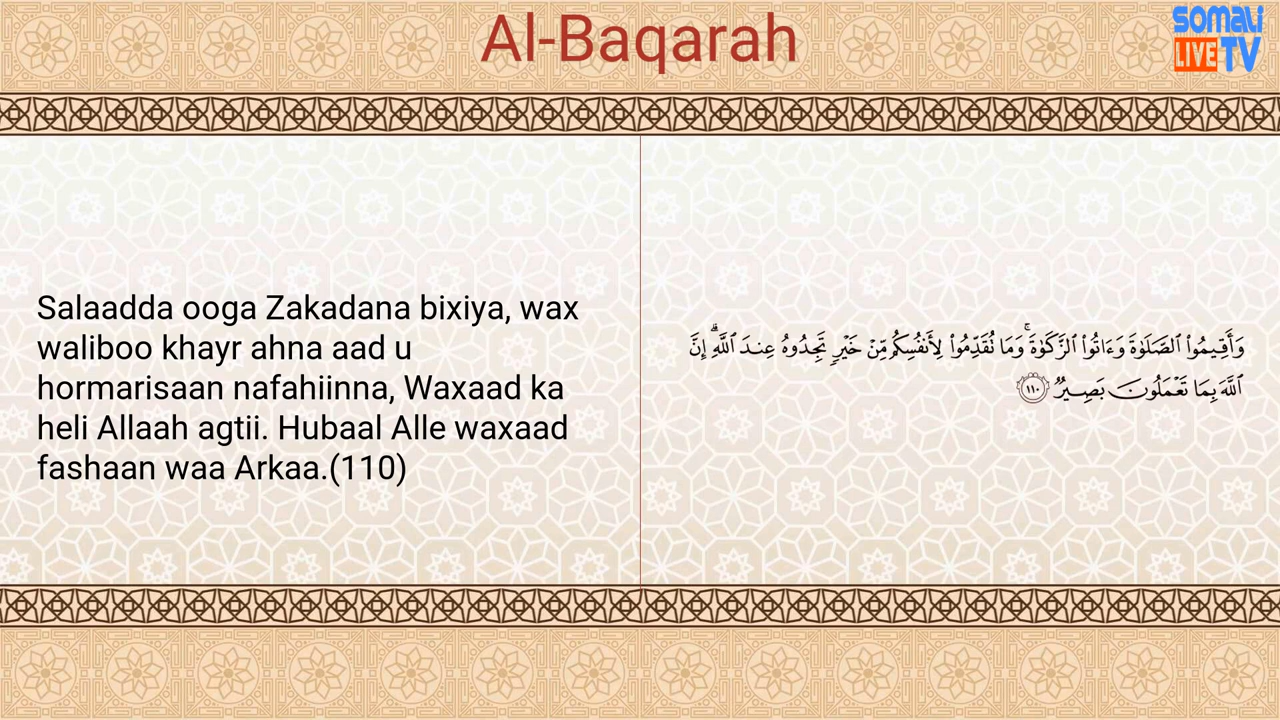 Al-Baqarah
SOMALI
LIVE TV
Salaadda ooga Zakadana bixiya, wax
waliboo khayr ahna aad u
hormarisaan nafahiinna, Waxaad ka
heli Allaah agtii. Hubaal Alle waxaad
fashaan waa Arkaa.(110)
وَأَقِيمُوا۟ ٱلصَّلَوٰةَ وَءَاتُوا۟ ٱلزَّكَوٰةَ ۚ وَمَا تُقَدِّمُوا۟ لِأَنفُسِكُم مِّنْ خَيْرٍ تَجِدُوهُ عِندَ ٱللَّهِ ۗ إِنَّ
ٱللَّهَ بِمَا تَعْمَلُونَ بَصِيرٌ ١١٠